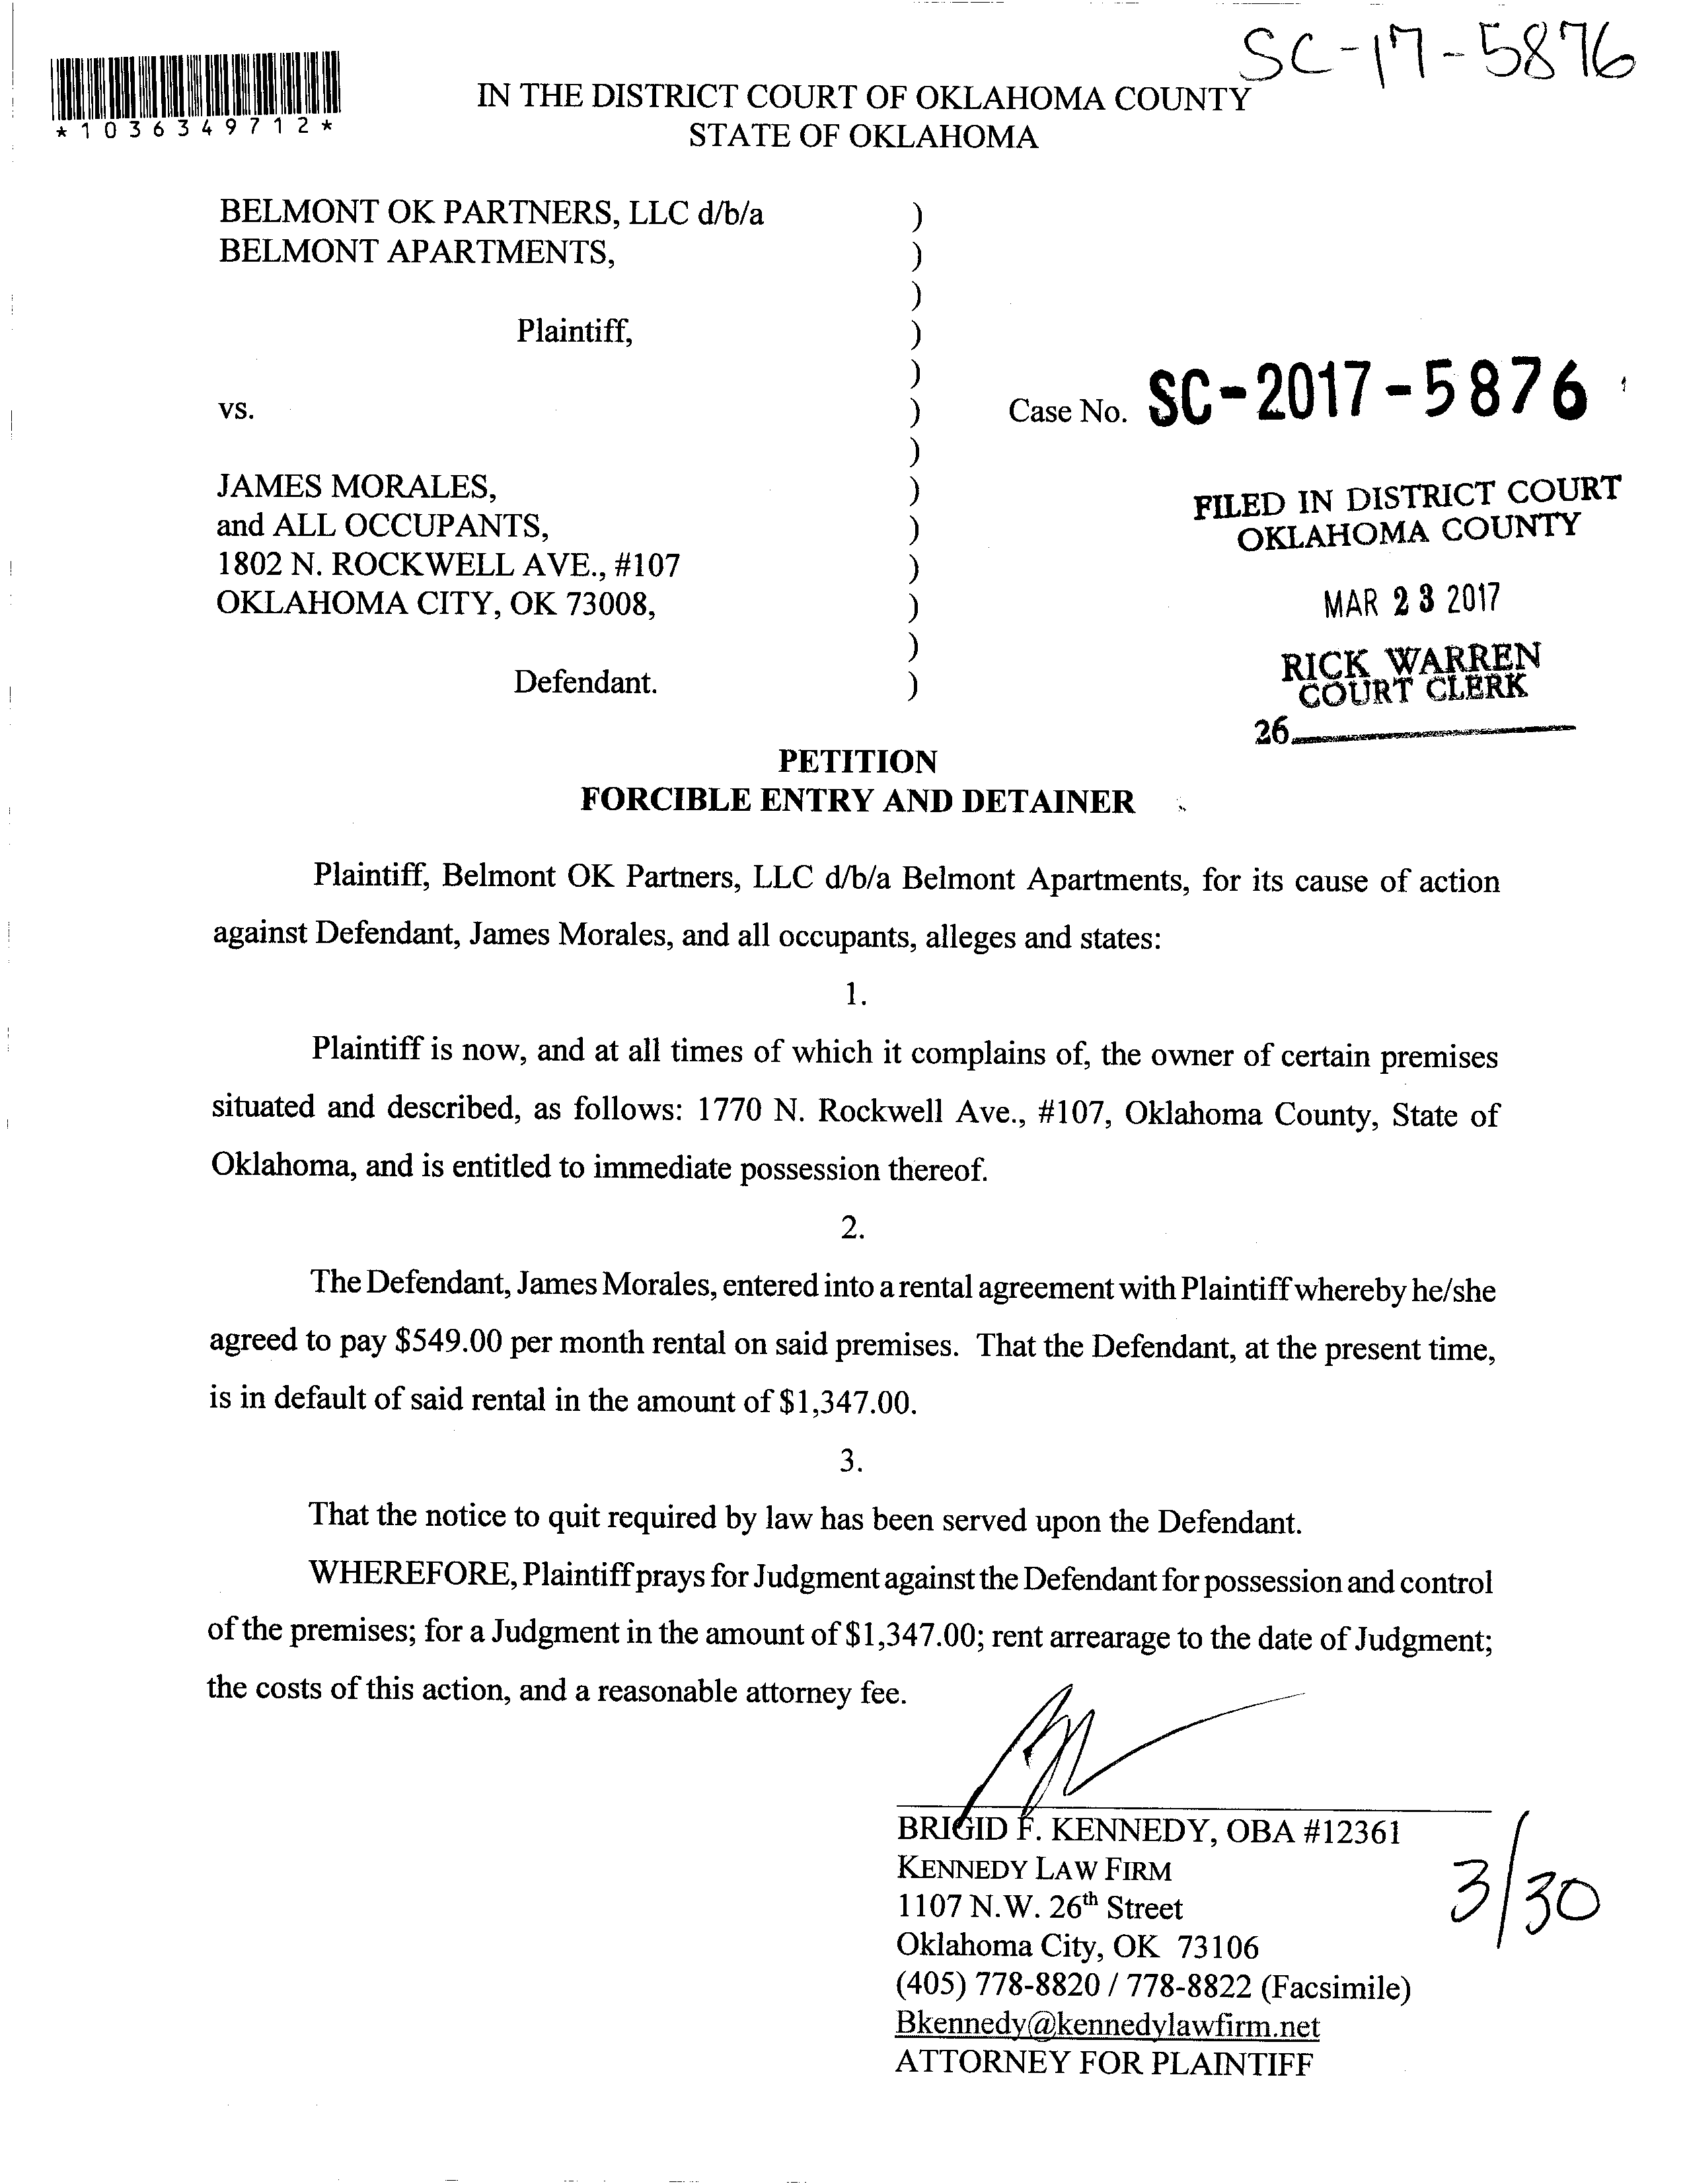 SC-17-5876
*1036349712*
IN THE DISTRICT COURT OF OKLAHOMA COUNTY
STATE OF OKLAHOMA
BELMONT OK PARTNERS, LLC d/b/a )
BELMONT APARTMENTS, )
)
Plaintiff, )
)
vs. ) Case No. SC-2017-5876
)
JAMES MORALES, )
and ALL OCCUPANTS, )
1802 N. ROCKWELL AVE., #107 )
OKLAHOMA CITY, OK 73008, )
)
Defendant. )
FILED IN DISTRICT COURT
OKLAHOMA COUNTY
MAR 23 2017
RICK WARREN
COURT CLERK
26
PETITION
FORCIBLE ENTRY AND DETAINER
Plaintiff, Belmont OK Partners, LLC d/b/a Belmont Apartments, for its cause of action
against Defendant, James Morales, and all occupants, alleges and states:
1.
Plaintiff is now, and at all times of which it complains of, the owner of certain premises
situated and described, as follows: 1770 N. Rockwell Ave., #107, Oklahoma County, State of
Oklahoma, and is entitled to immediate possession thereof.
2.
The Defendant, James Morales, entered into a rental agreement with Plaintiff whereby he/she
agreed to pay $549.00 per month rental on said premises. That the Defendant, at the present time,
is in default of said rental in the amount of $1,347.00.
3.
That the notice to quit required by law has been served upon the Defendant.
WHEREFORE, Plaintiff prays for Judgment against the Defendant for possession and control
of the premises; for a Judgment in the amount of $1,347.00; rent arrearage to the date of Judgment;
the costs of this action, and a reasonable attorney fee.
BRIGID F. KENNEDY, OBA #12361
KENNEDY LAW FIRM
1107 N.W. 26th Street
Oklahoma City, OK 73106
(405) 778-8820 / 778-8822 (Facsimile)
Bkennedy@kennedylawfirm.net
ATTORNEY FOR PLAINTIFF
3/30